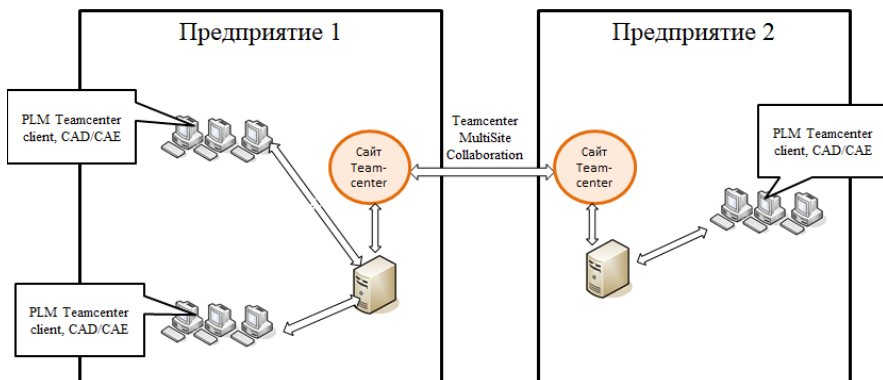 Предприятие 1
Предприятие 2
PLM Teamcenter
client, CAD/CAE
Teamcenter
MultiSite
Collaboration
PLM Teamcenter
client, CAD/CAE
Сайт
Team-
center
Сайт
Team-
center
PLM Teamcenter
client, CAD/CAE